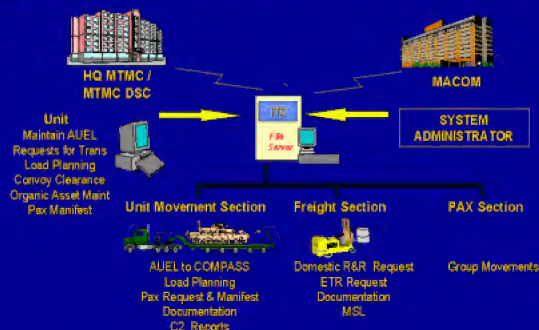 HQ MTMC /
MTMC DSC
MACOM
ITO
File
Server
Unit
Maintain AUEL
Requests for Trans
Load Planning
Convoy Clearance
Organic Asset Maint
Pax Manifest
SYSTEM
ADMINISTRATOR
Unit Movement Section
AUEL to COMPASS
Load Planning
Pax Request & Manifest
Documentation
C2 Reports
Freight Section
Domestic R&R Request
ETR Request
Documentation
MSL
PAX Section
Group Movements